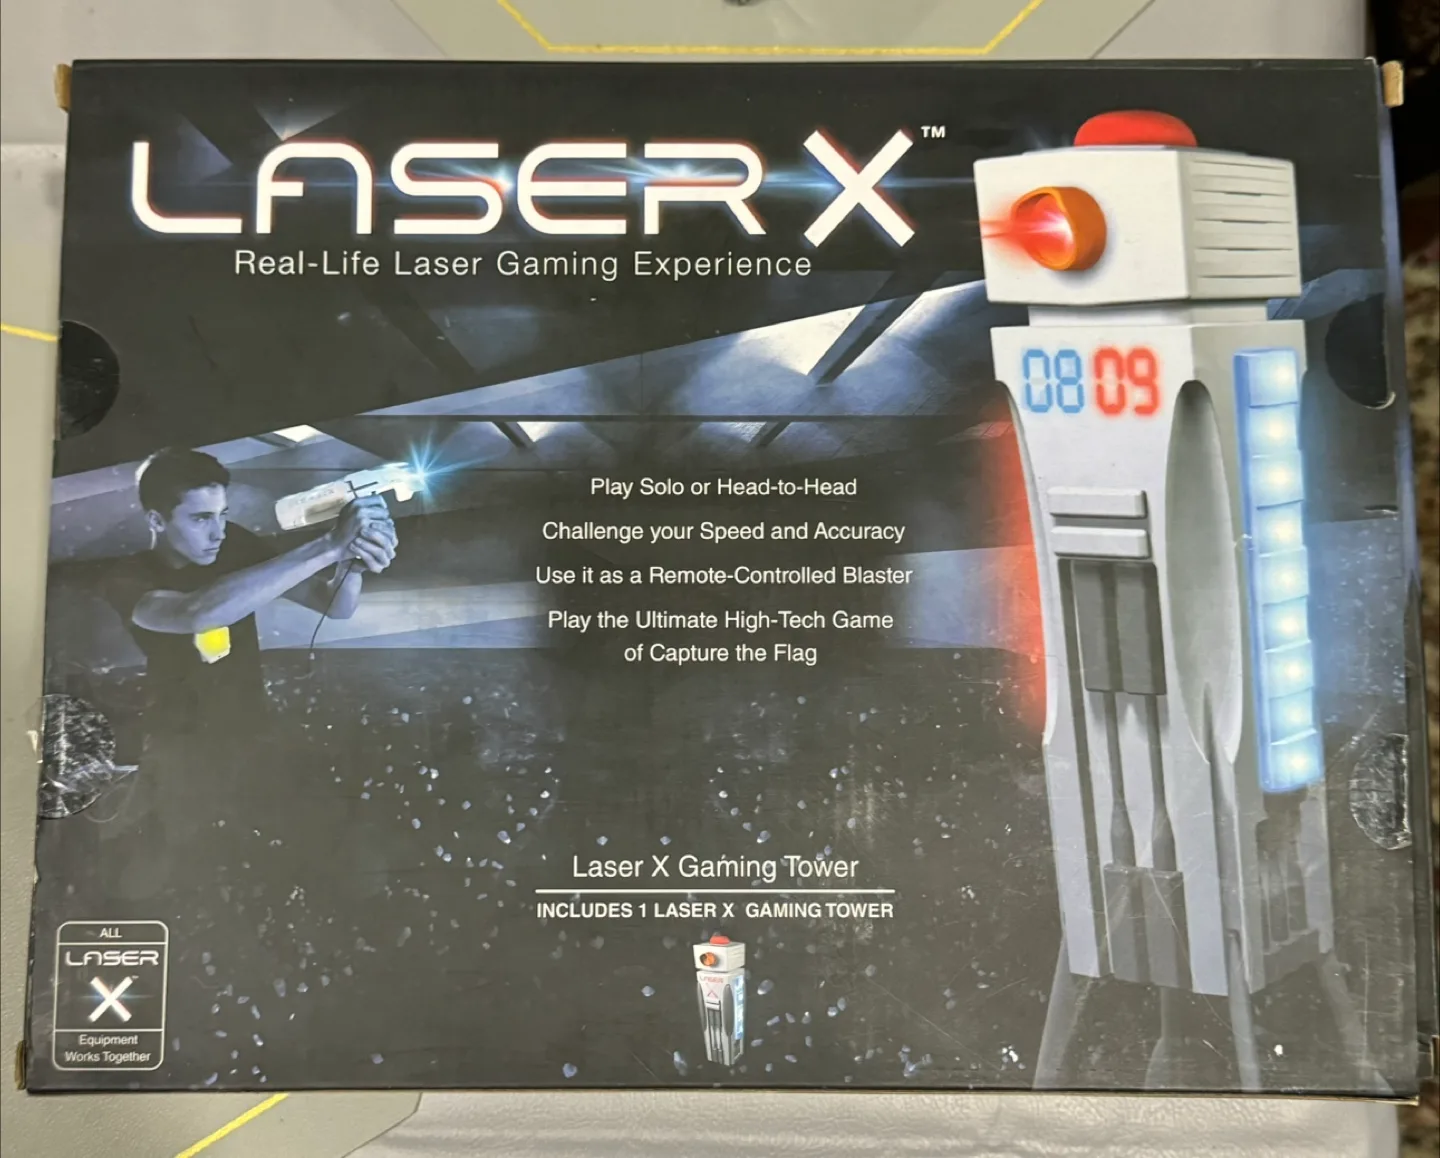 LASER X™
Real-Life Laser Gaming Experience
08 09
Play Solo or Head-to-Head
Challenge your Speed and Accuracy
Use it as a Remote-Controlled Blaster
Play the Ultimate High-Tech Game
of Capture the Flag
Laser X Gaming Tower
INCLUDES 1 LASER X GAMING TOWER
LASER
X
ALL
LASER
X
Equipment
Works Together